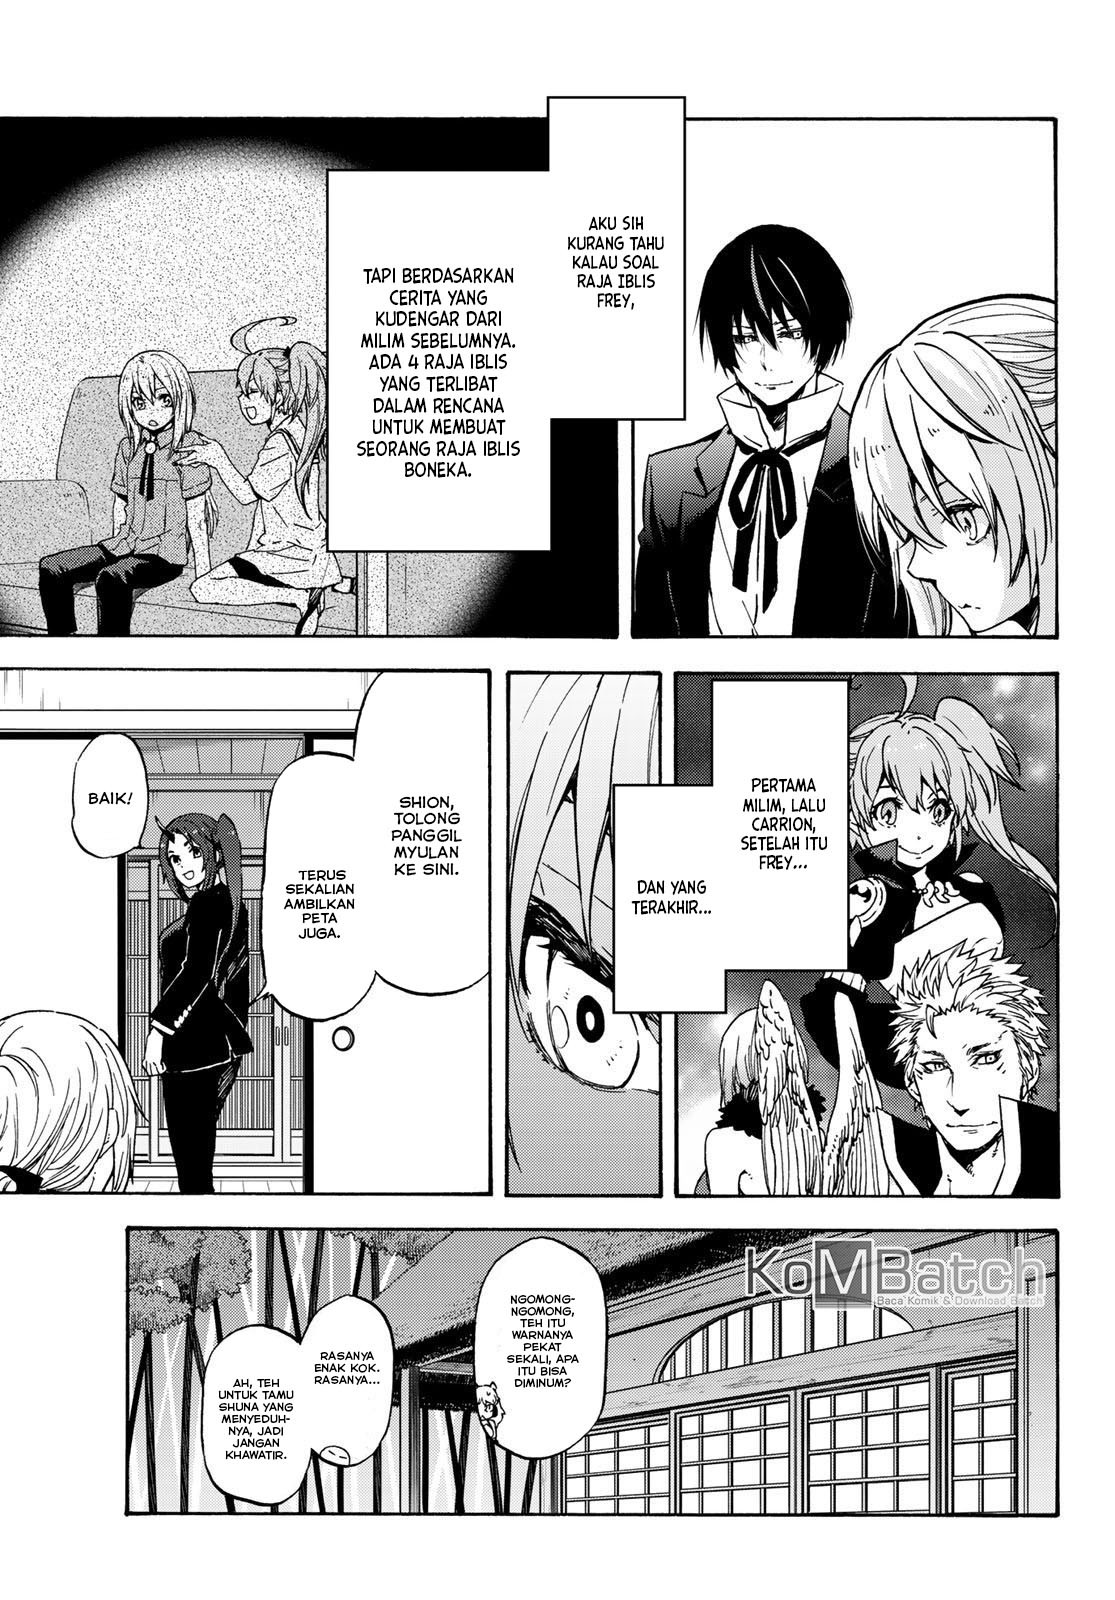 AKU SIH
KURANG TAHU
KALAU SOAL
RAJA IBLIS
FREY,
TAPI BERDASARKAN
CERITA YANG
KUDENGAR DARI
MILIM SEBELUMNYA.
ADA 4 RAJA IBLIS
YANG TERLIBAT
DALAM RENCANA
UNTUK MEMBUAT
SEORANG RAJA IBLIS
BONEKA.
PERTAMA
MILIM, LALU
CARRION,
SETELAH ITU
FREY...
DAN YANG
TERAKHIR...
SHION,
TOLONG
PANGGIL
MYULAN
KE SINI.
TERUS
SEKALIAN
AMBILKAN
PETA
JUGA.
BAIK!
KoMBatch
Baca Komik & Download Batch
NGOMONG-
NGOMONG,
TEH ITU
WARNANYA
PEKAT
SEKALI, APA
ITU BISA
DIMINUM?
RASANYA
ENAK KOK.
RASANYA...
AH, TEH
UNTUK TAMU
SHUNA YANG
MENYEDUH-
NYA, JADI
JANGAN
KHAWATIR.